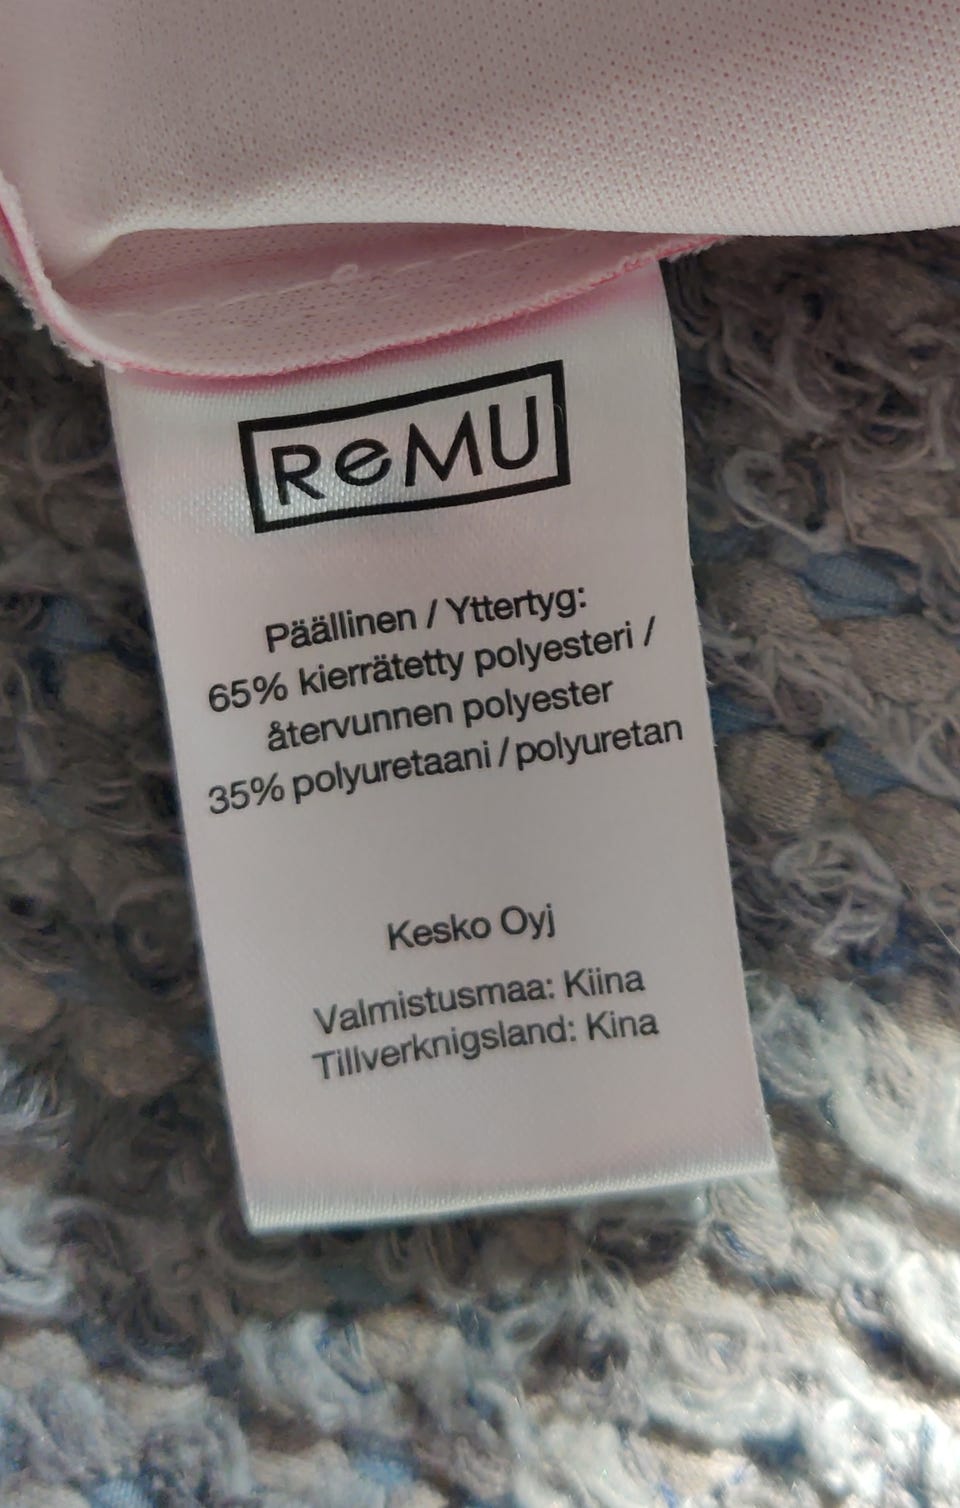 ReMU
Päällinen / Yttertyg:
65% kierrätetty polyesteri /
återvunnen polyester
35% polyuretaani / polyuretan
Kesko Oyj
Valmistusmaa: Kiina
Tillverknigsland: Kina